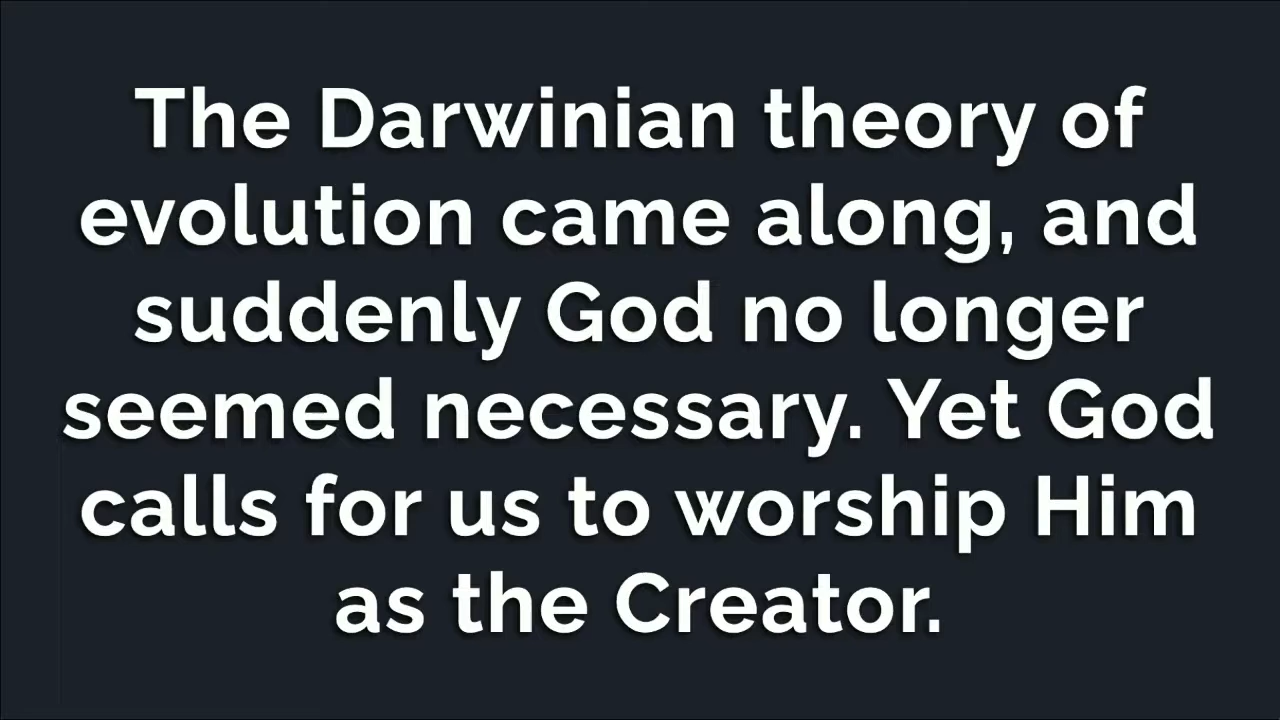 The Darwinian theory of
evolution came along, and
suddenly God no longer
seemed necessary. Yet God
calls for us to worship Him
as the Creator.